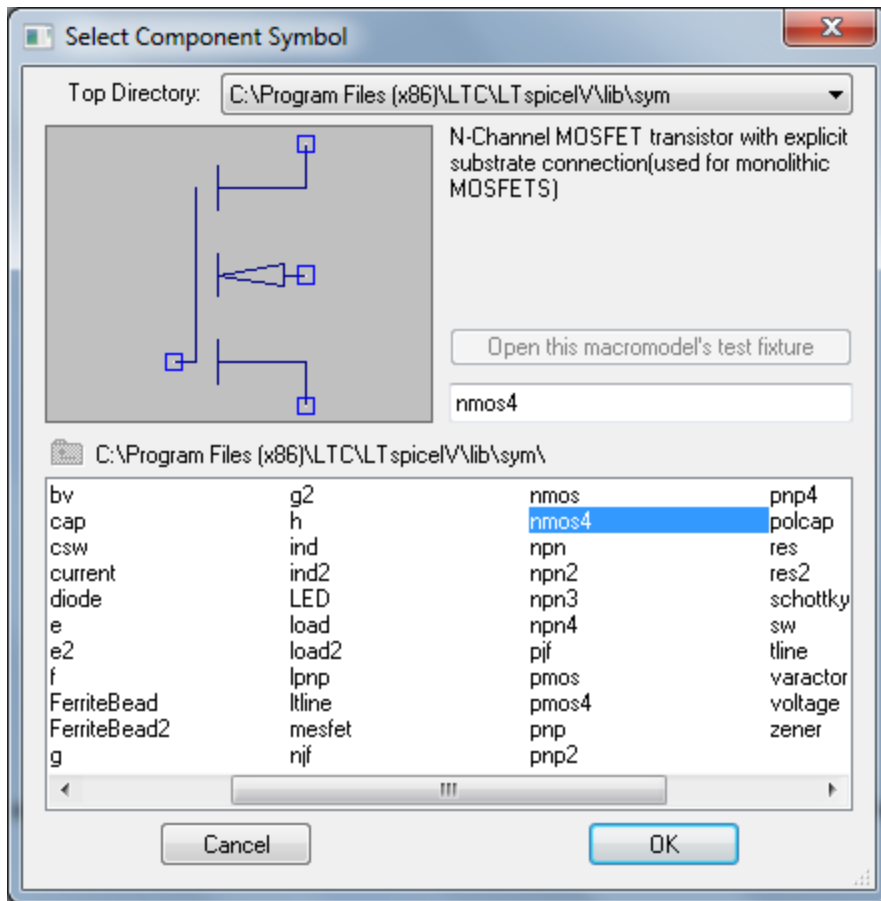 Select Component Symbol
Top Directory: C:\Program Files (x86)\LTC\LTspiceIV\lib\sym
N-Channel MOSFET transistor with explicit
substrate connection(used for monolithic
MOSFETS)
Open this macromodel's test fixture
nmos4
C:\Program Files (x86)\LTC\LTspiceIV\lib\sym\
bv g2 nmos pnp4
cap h nmos4 polcap
csw ind npn res
current ind2 npn2 res2
diode LED npn3 schottky
e load npn4 sw
e2 load2 pjf tline
f lpnp pmos varactor
FerriteBead ltline pmos4 voltage
FerriteBead2 mesfet pnp zener
g njf pnp2
Cancel OK